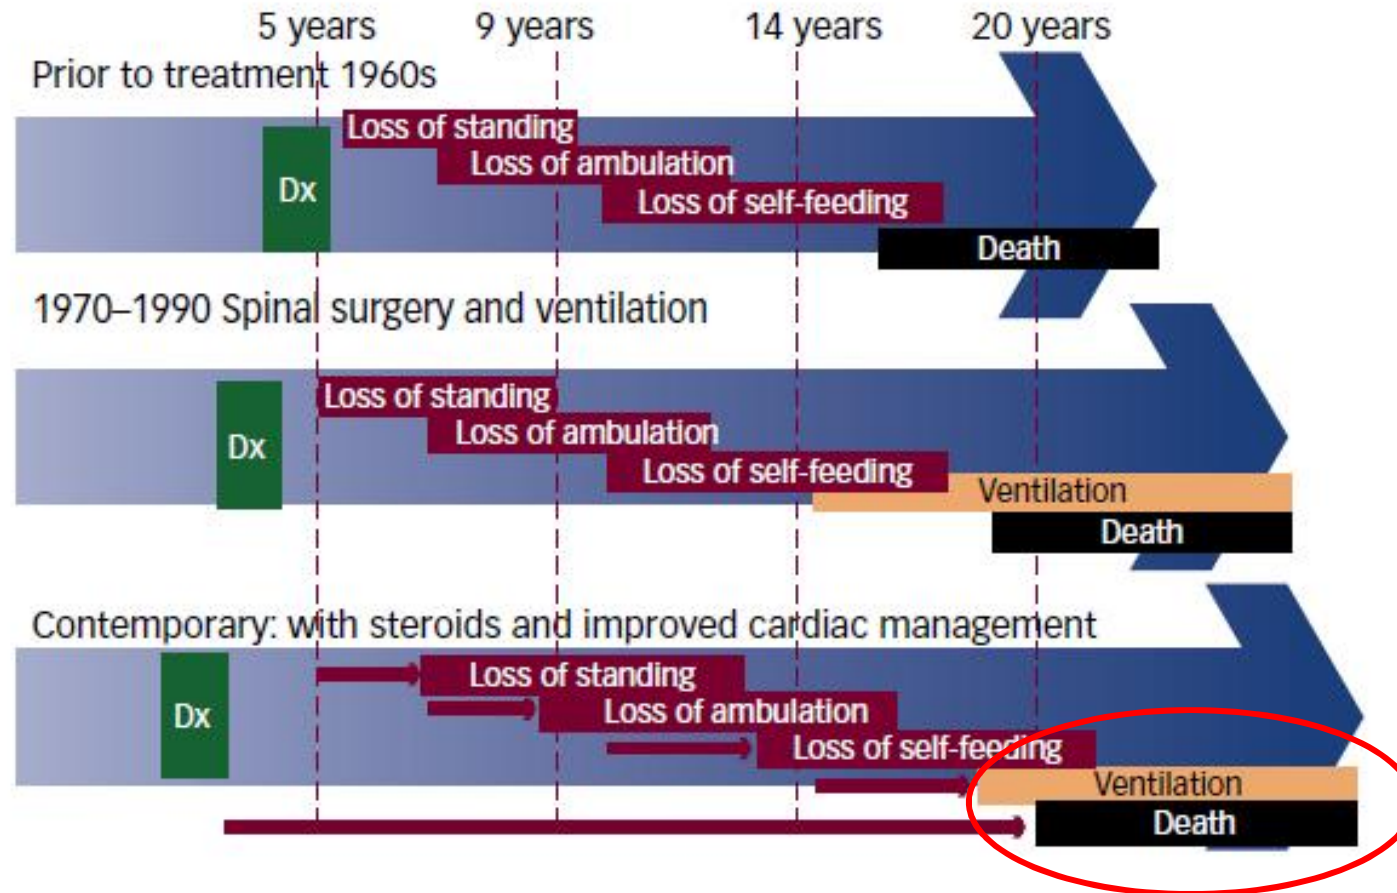 5 years 9 years 14 years 20 years
Prior to treatment 1960s
Loss of standing
Loss of ambulation
Dx
Loss of self-feeding
Death
1970–1990 Spinal surgery and ventilation
Loss of standing
Loss of ambulation
Dx
Loss of self-feeding
Ventilation
Death
Contemporary: with steroids and improved cardiac management
Loss of standing
Dx
Loss of ambulation
Loss of self-feeding
Ventilation
Death